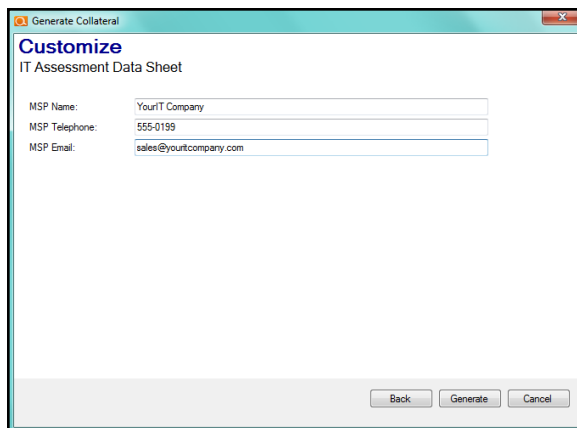 Generate Collateral
Customize
IT Assessment Data Sheet
MSP Name: YourIT Company
MSP Telephone: 555-0199
MSP Email: sales@youritcompany.com
Back Generate Cancel